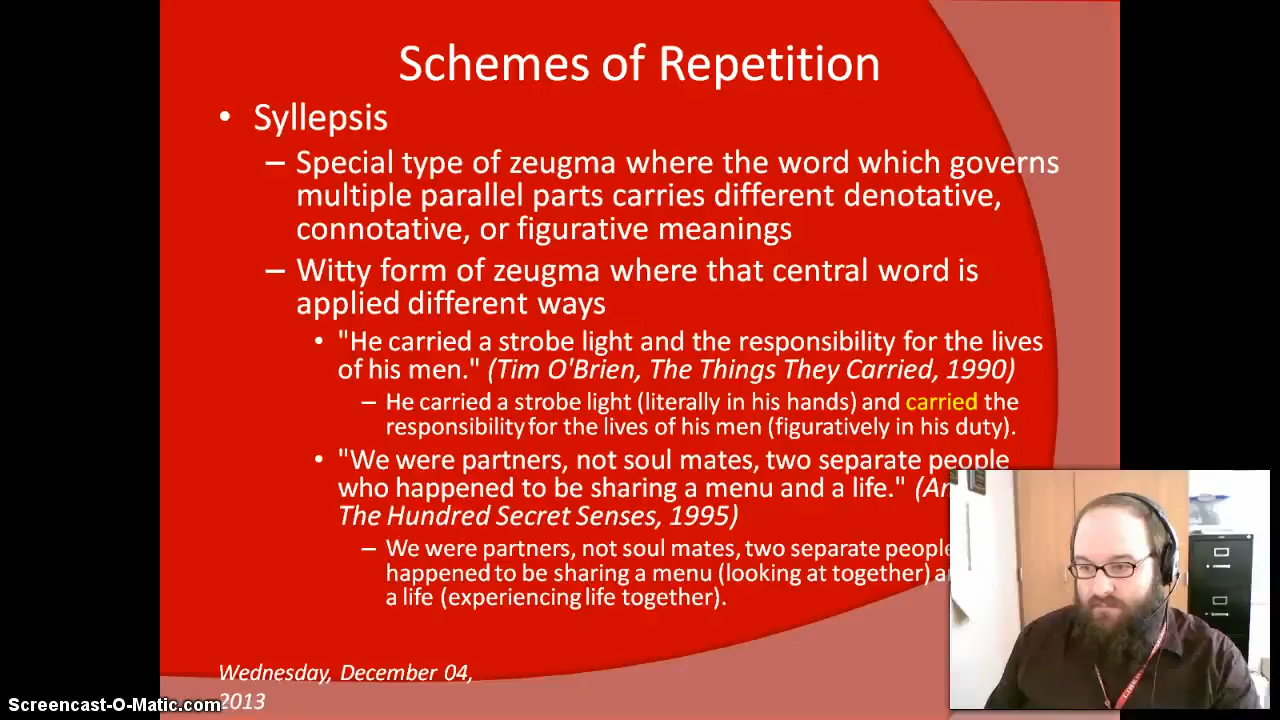 Schemes of Repetition
• Syllepsis
– Special type of zeugma where the word which governs
multiple parallel parts carries different denotative,
connotative, or figurative meanings
– Witty form of zeugma where that central word is
applied different ways
• "He carried a strobe light and the responsibility for the lives
of his men." (Tim O'Brien, The Things They Carried, 1990)
– He carried a strobe light (literally in his hands) and carried the
responsibility for the lives of his men (figuratively in his duty).
• "We were partners, not soul mates, two separate people
who happened to be sharing a menu and a life."
The Hundred Secret Senses, 1995)
– We were partners, not soul mates, two separate people
happened to be sharing a menu (looking at together)
a life (experiencing life together).
Wednesday, December 04,
2013
Screencast-O-Matic.com